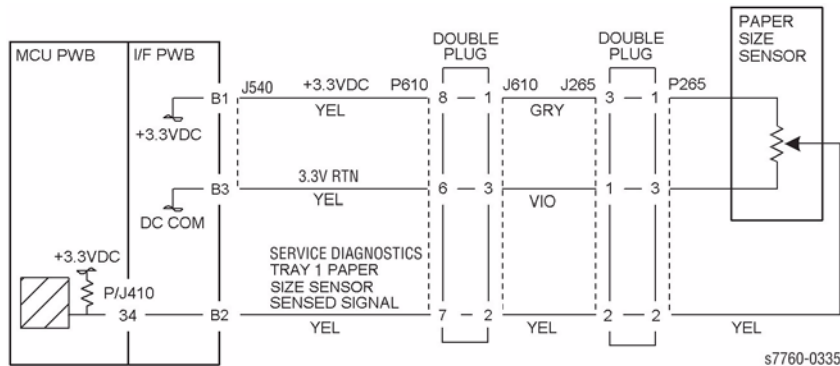 PAPER
SIZE
SENSOR
MCU PWB I/F PWB
DOUBLE
PLUG
DOUBLE
PLUG
B1 J540 +3.3VDC P610 8 1 J610 J265 3 1 P265
YEL GRY
+3.3VDC
3.3V RTN
B3 6 3 1 3
YEL VIO
DC COM
+3.3VDC
SERVICE DIAGNOSTICS
TRAY 1 PAPER
SIZE SENSOR
SENSED SIGNAL
P/J410
34 B2 7 2 2 2
YEL YEL YEL
s7760-0335